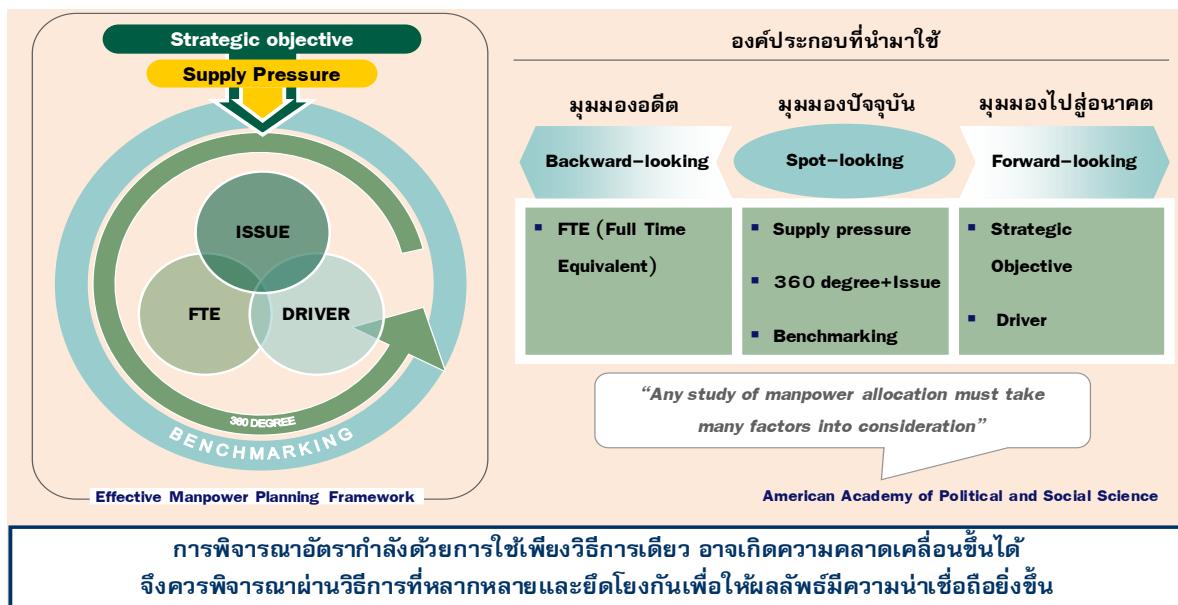 Strategic objective
Supply Pressure
ISSUE
FTE
DRIVER
360 DEGREE
BENCHMARKING
Effective Manpower Planning Framework
องค์ประกอบที่นำมาใช้
มุมมองอดีต
มุมมองปัจจุบัน
มุมมองไปสู่อนาคต
Backward-looking
Spot-looking
Forward-looking
▪ FTE (Full Time
Equivalent)
▪ Supply pressure
▪ 360 degree+Issue
▪ Benchmarking
▪ Strategic
Objective
▪ Driver
“Any study of manpower allocation must take
many factors into consideration”
American Academy of Political and Social Science
การพิจารณาอัตรากำลังด้วยการใช้เพียงวิธีการเดียว อาจเกิดความคลาดเคลื่อนขึ้นได้
จึงควรพิจารณาผ่านวิธีการที่หลากหลายและยึดโยงกันเพื่อให้ผลลัพธ์มีความน่าเชื่อถือยิ่งขึ้น